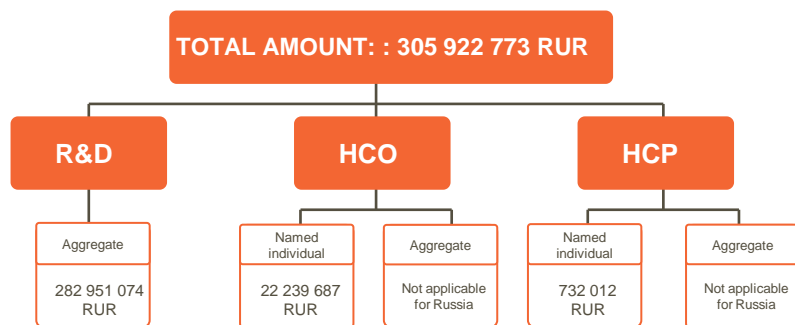 TOTAL AMOUNT: : 305 922 773 RUR
R&D
HCO
HCP
Aggregate
282 951 074
RUR
Named
individual
22 239 687
RUR
Aggregate
Not applicable
for Russia
Named
individual
732 012
RUR
Aggregate
Not applicable
for Russia